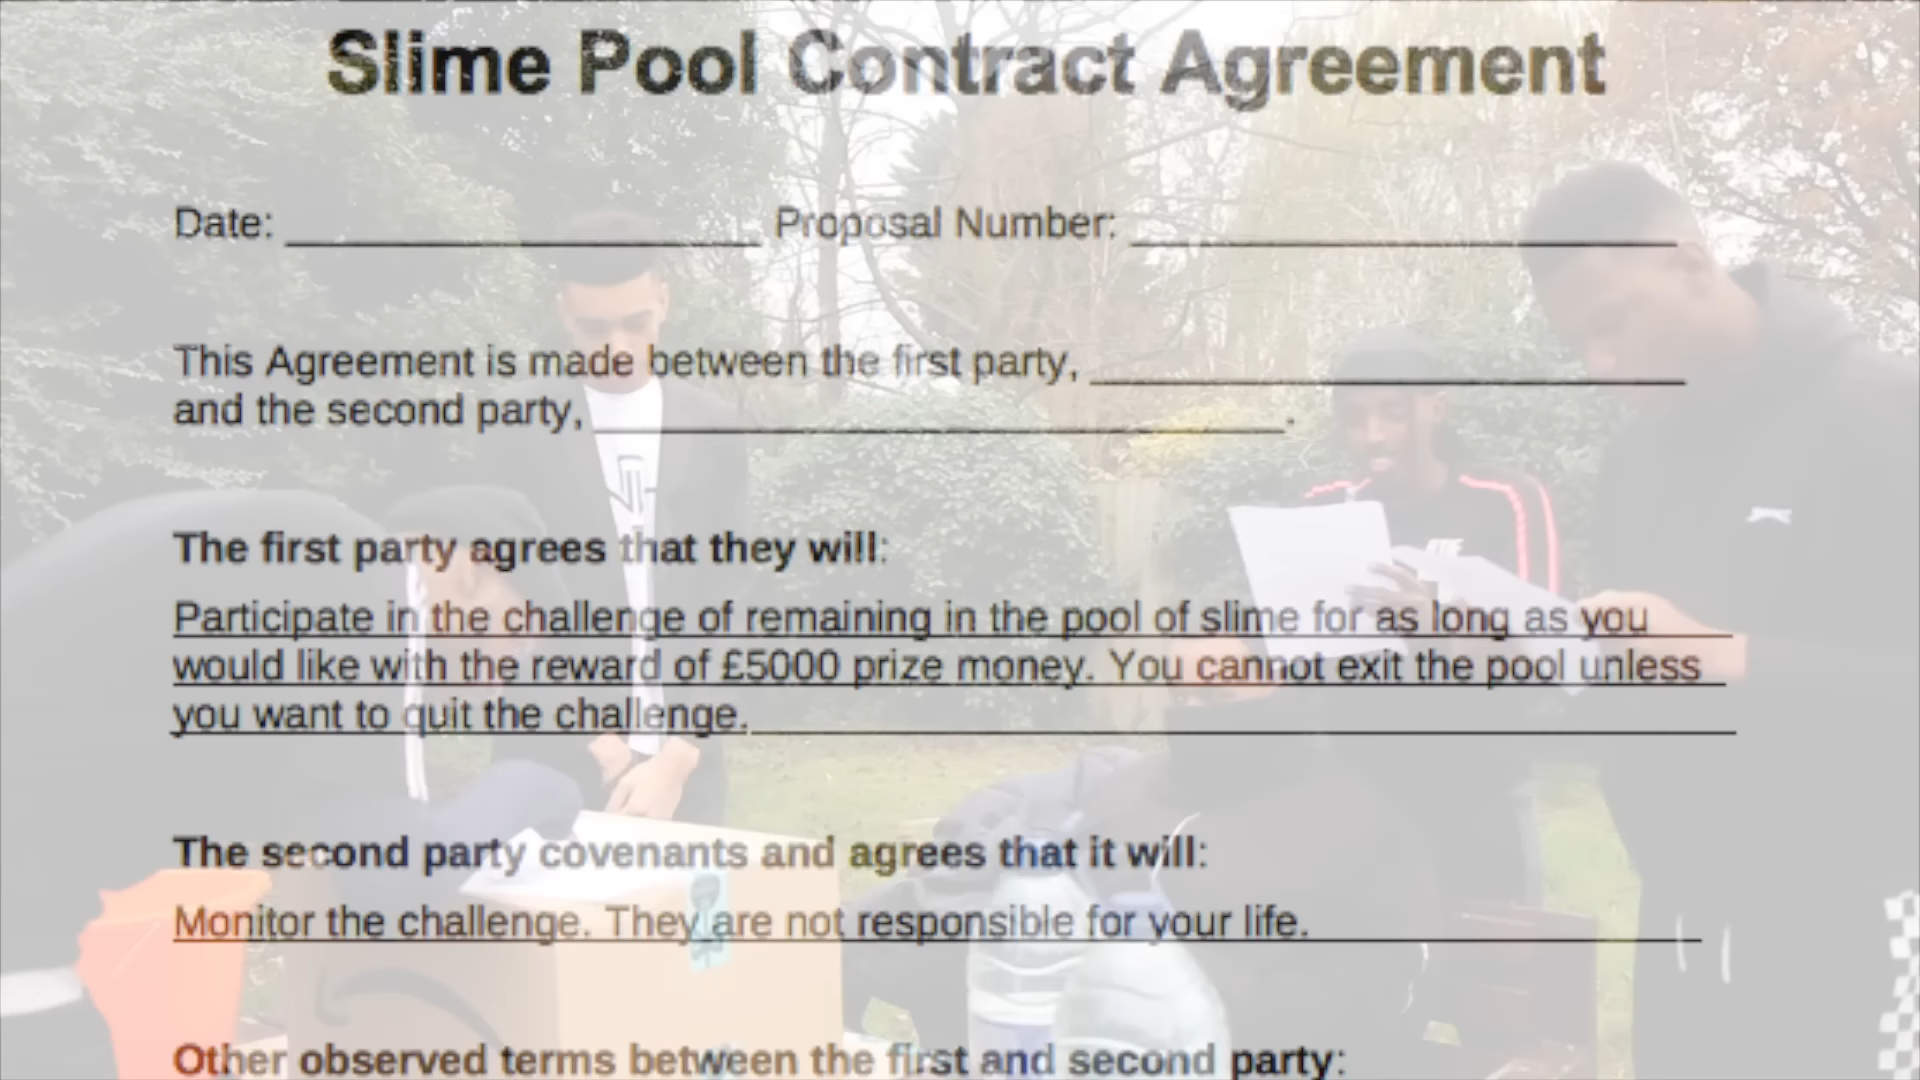 Slime Pool Contract Agreement
Date: ____________________ Proposal Number: ____________________
This Agreement is made between the first party, ____________________
and the second party, ____________________.
The first party agrees that they will:
Participate in the challenge of remaining in the pool of slime for as long as you
would like with the reward of £5000 prize money. You cannot exit the pool unless
you want to quit the challenge.
The second party covenants and agrees that it will:
Monitor the challenge. They are not responsible for your life.
Other observed terms between the first and second party: